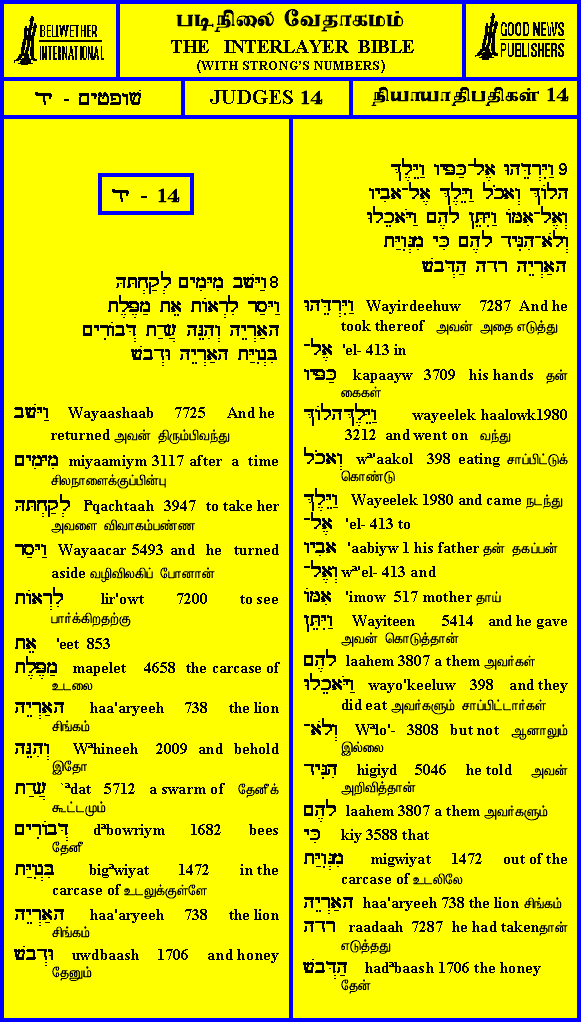 BELLWETHER INTERNATIONAL
படிநிலை வேதாகமம்
THE INTERLAYER BIBLE
(WITH STRONG'S NUMBERS)
GOOD NEWS PUBLISHERS
שופטים - יד
JUDGES 14
நியாயாதிபதிகள் 14
14 - יד
8 וַיָּשׁב מִיָּמִים לְקַחְתָּהּ
וַיָּסַר לִרְאוֹת אֵת מַפֶּלֶת
הָאַרְיֵה וְהִנֵּה עֲדַת דְּבוֹרִים
בִּגְוִיַּת הָאַרְיֵה וּדְבָשׁ
וַיָּשׁב Wayaashaab 7725 And he
returned அவன் திரும்பிவந்து
מִיָּמִים miyaamiym 3117 after a time
சிலநாளைக்குப்பின்பு
לְקַחְתָּהּ lªqachtaah 3947 to take her
அவளை விவாகம்பண்ண
וַיָּסַר Wayaacar 5493 and he turned
aside வழிவிலகிப் போனான்
לִרְאוֹת lir'owt 7200 to see
பார்க்கிறதற்கு
אֵת 'eet 853
מַפֶּלֶת mapelet 4658 the carcase of
உடலை
הָאַרְיֵה haa'aryeeh 738 the lion
சிங்கம்
וְהִנֵּה Wªhineeh 2009 and behold
இதோ
עֲדַת `ªdat 5712 a swarm of தேனீக்
கூட்டமும்
דְּבוֹרִים dªbowriym 1682 bees
தேனீ
בִּגְוִיַּת bigªwiyat 1472 in the
carcase of உடலுக்குள்ளே
הָאַרְיֵה haa'aryeeh 738 the lion
சிங்கம்
וּדְבָשׁ uwdbaash 1706 and honey
தேனும்
9 וַיִּרְדֵּהוּ אֶל־כַּפָּיו וַיֵּלֶךְ
הָלוֹךְ וְאָכֹל וַיֵּלֶךְ אֶל־אָבִיו
וְאֶל־אִמּוֹ וַיִּתֵּן לָהֶם וַיֹּאכֵלוּ
וְלֹא־הִגִּיד לָהֶם כִּי מִגְּוִיַּת
הָאַרְיֵה רָדָה הַדְּבָשׁ
וַיִּרְדֵּהוּ Wayirdeehuw 7287 And he
took thereof அவன் அதை எடுத்து
אֶל־ 'el- 413 in
כַּפָּיו kapaayw 3709 his hands தன்
கைகள்
וַיֵּלֶךְ הָלוֹךְ wayeelek haalowk1980
3212 and went on வந்து
וְאָכֹל wª'aakol 398 eating சாப்பிட்டுக்
கொண்டு
וַיֵּלֶךְ Wayeelek 1980 and came நடந்து
אֶל־ 'el- 413 to
אָבִיו 'aabiyw 1 his father தன் தகப்பன்
וְאֶל־ wª'el- 413 and
אִמּוֹ 'imow 517 mother தாய்
וַיִּתֵּן Wayiteen 5414 and he gave
அவன் கொடுத்தான்
לָהֶם laahem 3807 a them அவர்கள்
וַיֹּאכֵלוּ wayo'keeluw 398 and they
did eat அவர்களும் சாப்பிட்டார்கள்
וְלֹא־ Wªlo'- 3808 but not ஆனாலும்
இல்லை
הִגִּיד higiyd 5046 he told அவன்
அறிவித்தான்
לָהֶם laahem 3807 a them அவர்களும்
כִּי kiy 3588 that
מִגְּוִיַּת migwiyat 1472 out of the
carcase of உடலிலே
הָאַרְיֵה haa'aryeeh 738 the lion சிங்கம்
רָדָה raadaah 7287 he had takenதான்
எடுத்தது
הַדְּבָשׁ hadªbaash 1706 the honey
தேன்